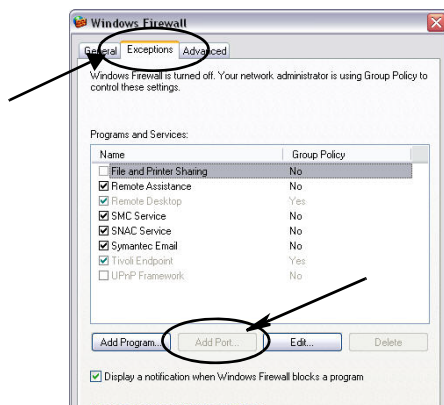 Windows Firewall
General Exceptions Advanced
Windows Firewall is turned off. Your network administrator is using Group Policy to
control these settings.
Programs and Services:
Name Group Policy
File and Printer Sharing No
Remote Assistance No
Remote Desktop Yes
SMC Service No
SNAC Service No
Symantec Email No
Tivoli Endpoint Yes
UPnP Framework No
Add Program... Add Port... Edit... Delete
Display a notification when Windows Firewall blocks a program